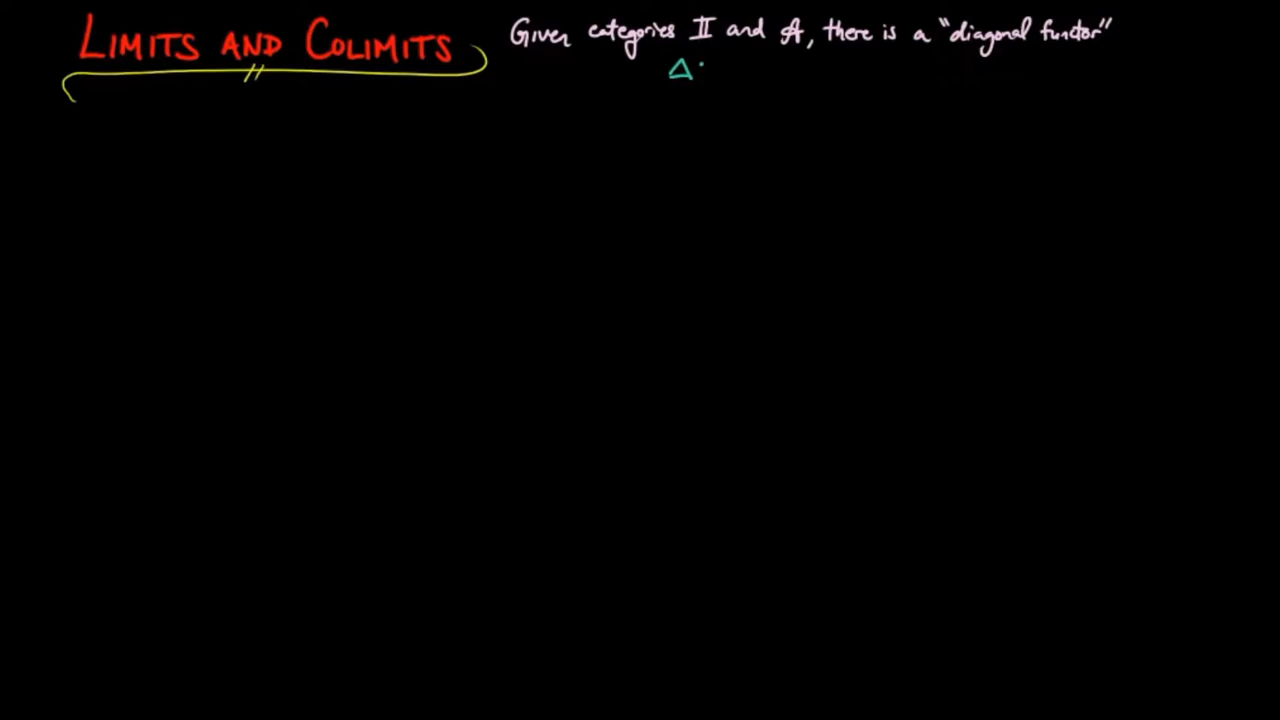 LIMITS AND COLIMITS
Given categories 𝕀 and 𝒜, there is a "diagonal functor"
Δ: